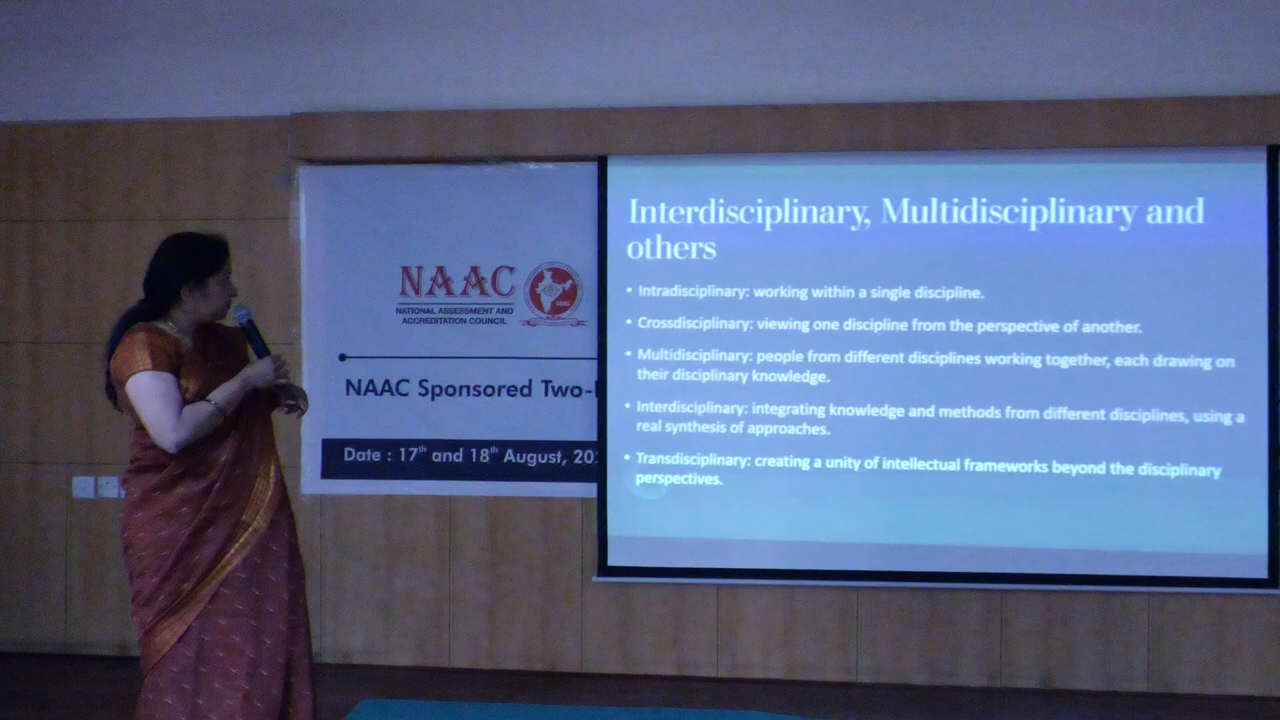 NAAC
NATIONAL ASSESSMENT AND
ACCREDITATION COUNCIL
NAAC Sponsored Two-
Date : 17th and 18th August, 20
Interdisciplinary, Multidisciplinary and
others
• Intradisciplinary: working within a single discipline.
• Crossdisciplinary: viewing one discipline from the perspective of another.
• Multidisciplinary: people from different disciplines working together, each drawing on
their disciplinary knowledge.
• Interdisciplinary: integrating knowledge and methods from different disciplines, using a
real synthesis of approaches.
• Transdisciplinary: creating a unity of intellectual frameworks beyond the disciplinary
perspectives.